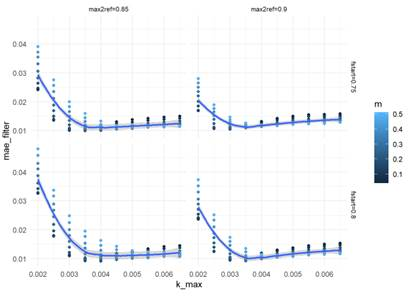 max2ref=0.85
max2ref=0.9
0.04
0.03
0.02
0.01
fstart=0.75
0.04
0.03
0.02
0.01
fstart=0.8
mae_filter
m
0.5
0.4
0.3
0.2
0.1
0.002 0.003 0.004 0.005 0.006 0.002 0.003 0.004 0.005 0.006
k_max